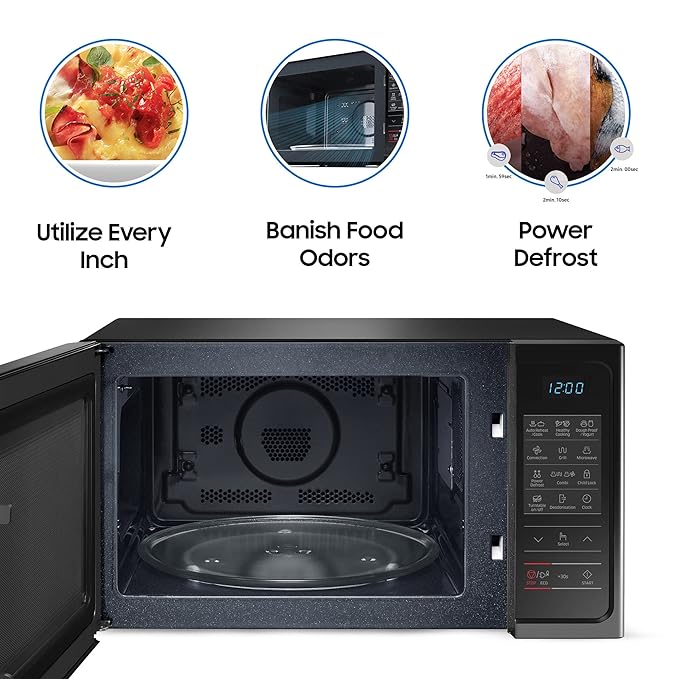 1min. 59sec
2min. 10sec
2min. 00sec
Utilize Every
Inch
Banish Food
Odors
Power
Defrost
12:00
Auto Reheat
/Cook
Healthy
Cooking
Dough Proof
/Yogurt
Convection
Grill
Microwave
Power
Defrost
Combi
Child Lock
Turntable
on/off
Deodorization
Clock
Select
STOP
ECO
+30s
START